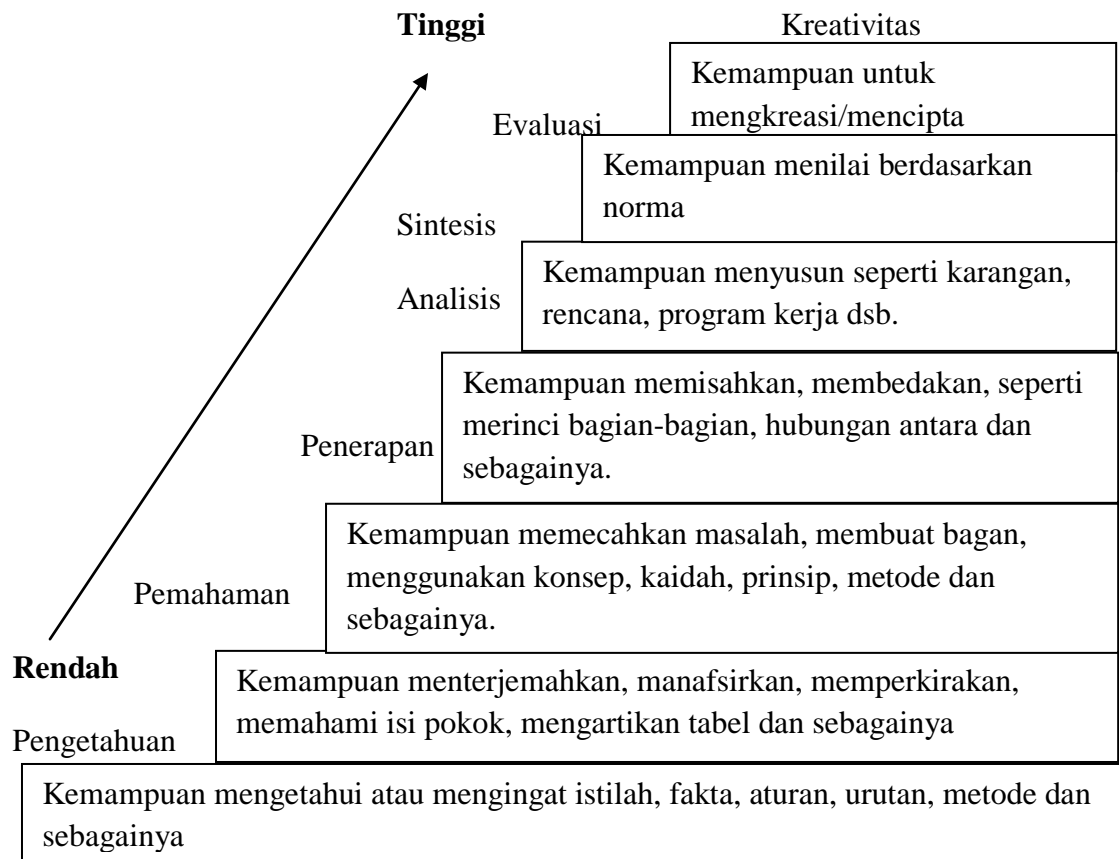 Tinggi
Kreativitas
Kemampuan untuk
mengkreasi/mencipta
Evaluasi
Kemampuan menilai berdasarkan
norma
Sintesis
Kemampuan menyusun seperti karangan,
rencana, program kerja dsb.
Analisis
Kemampuan memisahkan, membedakan, seperti
merinci bagian-bagian, hubungan antara dan
sebagainya.
Penerapan
Kemampuan memecahkan masalah, membuat bagan,
menggunakan konsep, kaidah, prinsip, metode dan
sebagainya.
Pemahaman
Rendah
Kemampuan menterjemahkan, manafsirkan, memperkirakan,
memahami isi pokok, mengartikan tabel dan sebagainya
Pengetahuan
Kemampuan mengetahui atau mengingat istilah, fakta, aturan, urutan, metode dan
sebagainya